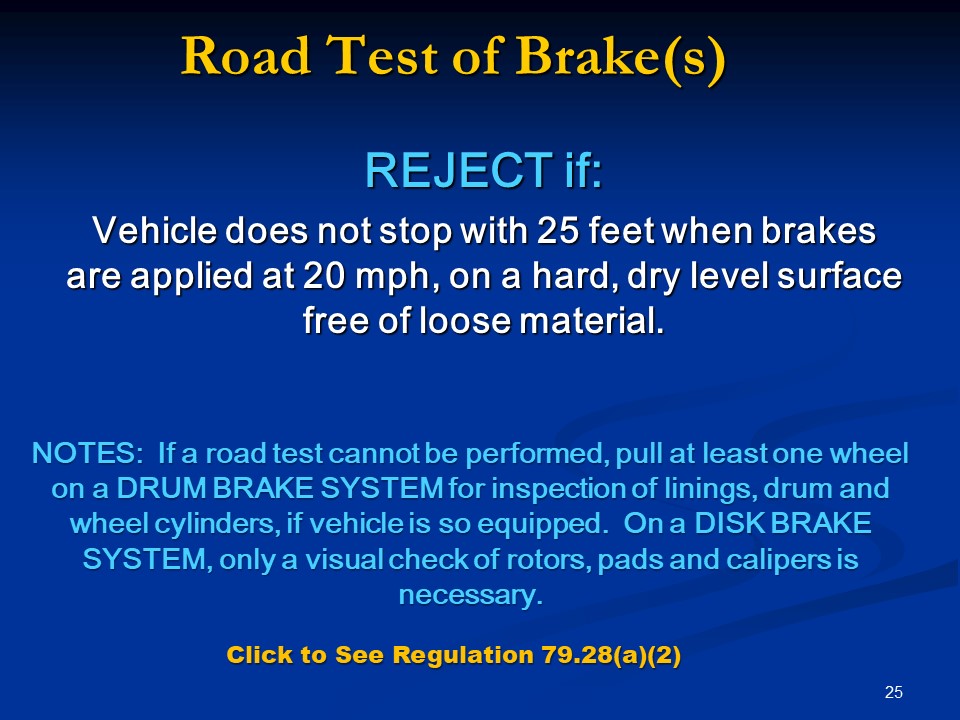 Road Test of Brake(s)
REJECT if:
Vehicle does not stop with 25 feet when brakes
are applied at 20 mph, on a hard, dry level surface
free of loose material.
NOTES: If a road test cannot be performed, pull at least one wheel
on a DRUM BRAKE SYSTEM for inspection of linings, drum and
wheel cylinders, if vehicle is so equipped. On a DISK BRAKE
SYSTEM, only a visual check of rotors, pads and calipers is
necessary.
Click to See Regulation 79.28(a)(2)
25